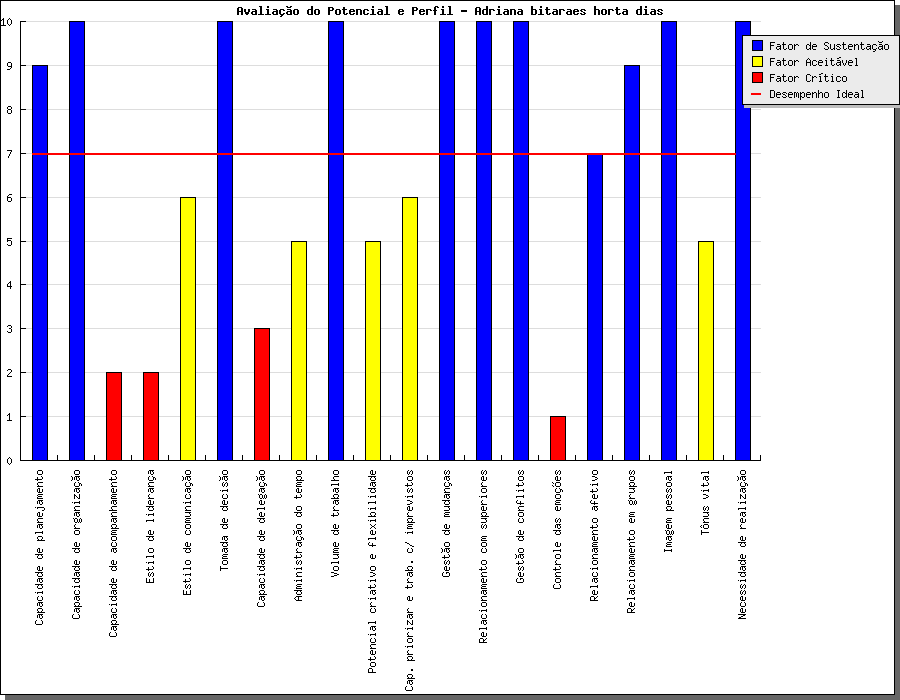 Avaliação do Potencial e Perfil - Adriana bitaraes horta dias
Fator de Sustentação
Fator Aceitável
Fator Crítico
Desempenho Ideal
10
9
8
7
6
5
4
3
2
1
0
Capacidade de planejamento
Capacidade de organização
Capacidade de acompanhamento
Estilo de liderança
Estilo de comunicação
Tomada de decisão
Capacidade de delegação
Administração do tempo
Volume de trabalho
Potencial criativo e flexibilidade
Cap. priorizar e trab. c/ imprevistos
Gestão de mudanças
Relacionamento com superiores
Gestão de conflitos
Controle das emoções
Relacionamento afetivo
Relacionamento em grupos
Imagem pessoal
Tônus vital
Necessidade de realização